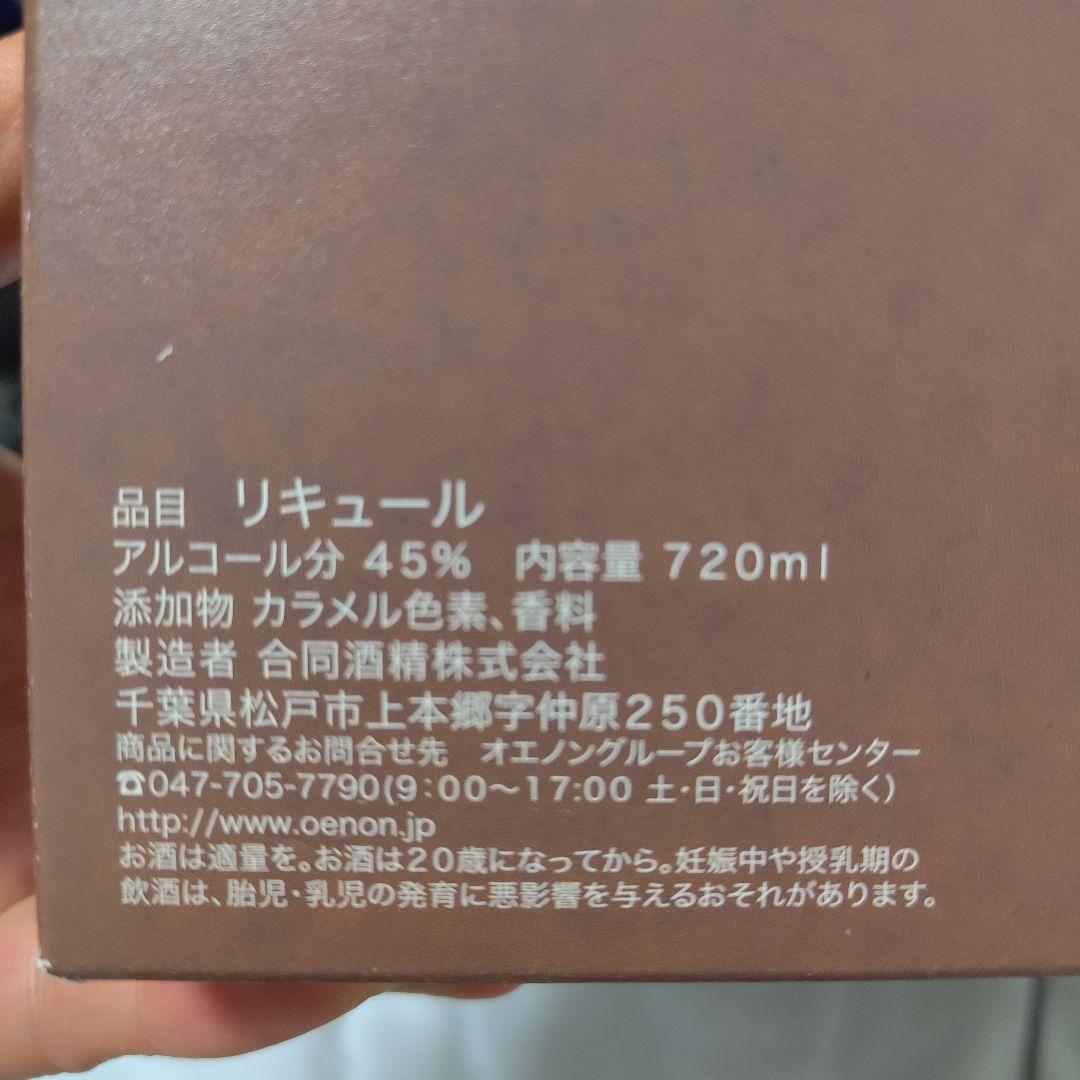 品目 リキュール
アルコール分 45% 内容量 720ml
添加物 カラメル色素、香料
製造者 合同酒精株式会社
千葉県松戸市上本郷字仲原250番地
商品に関するお問合せ先 オエノングループお客様センター
☎047-705-7790(9:00〜17:00 土・日・祝日を除く)
http://www.oenon.jp
お酒は適量を。お酒は20歳になってから。妊娠中や授乳期の
飲酒は、胎児・乳児の発育に悪影響を与えるおそれがあります。